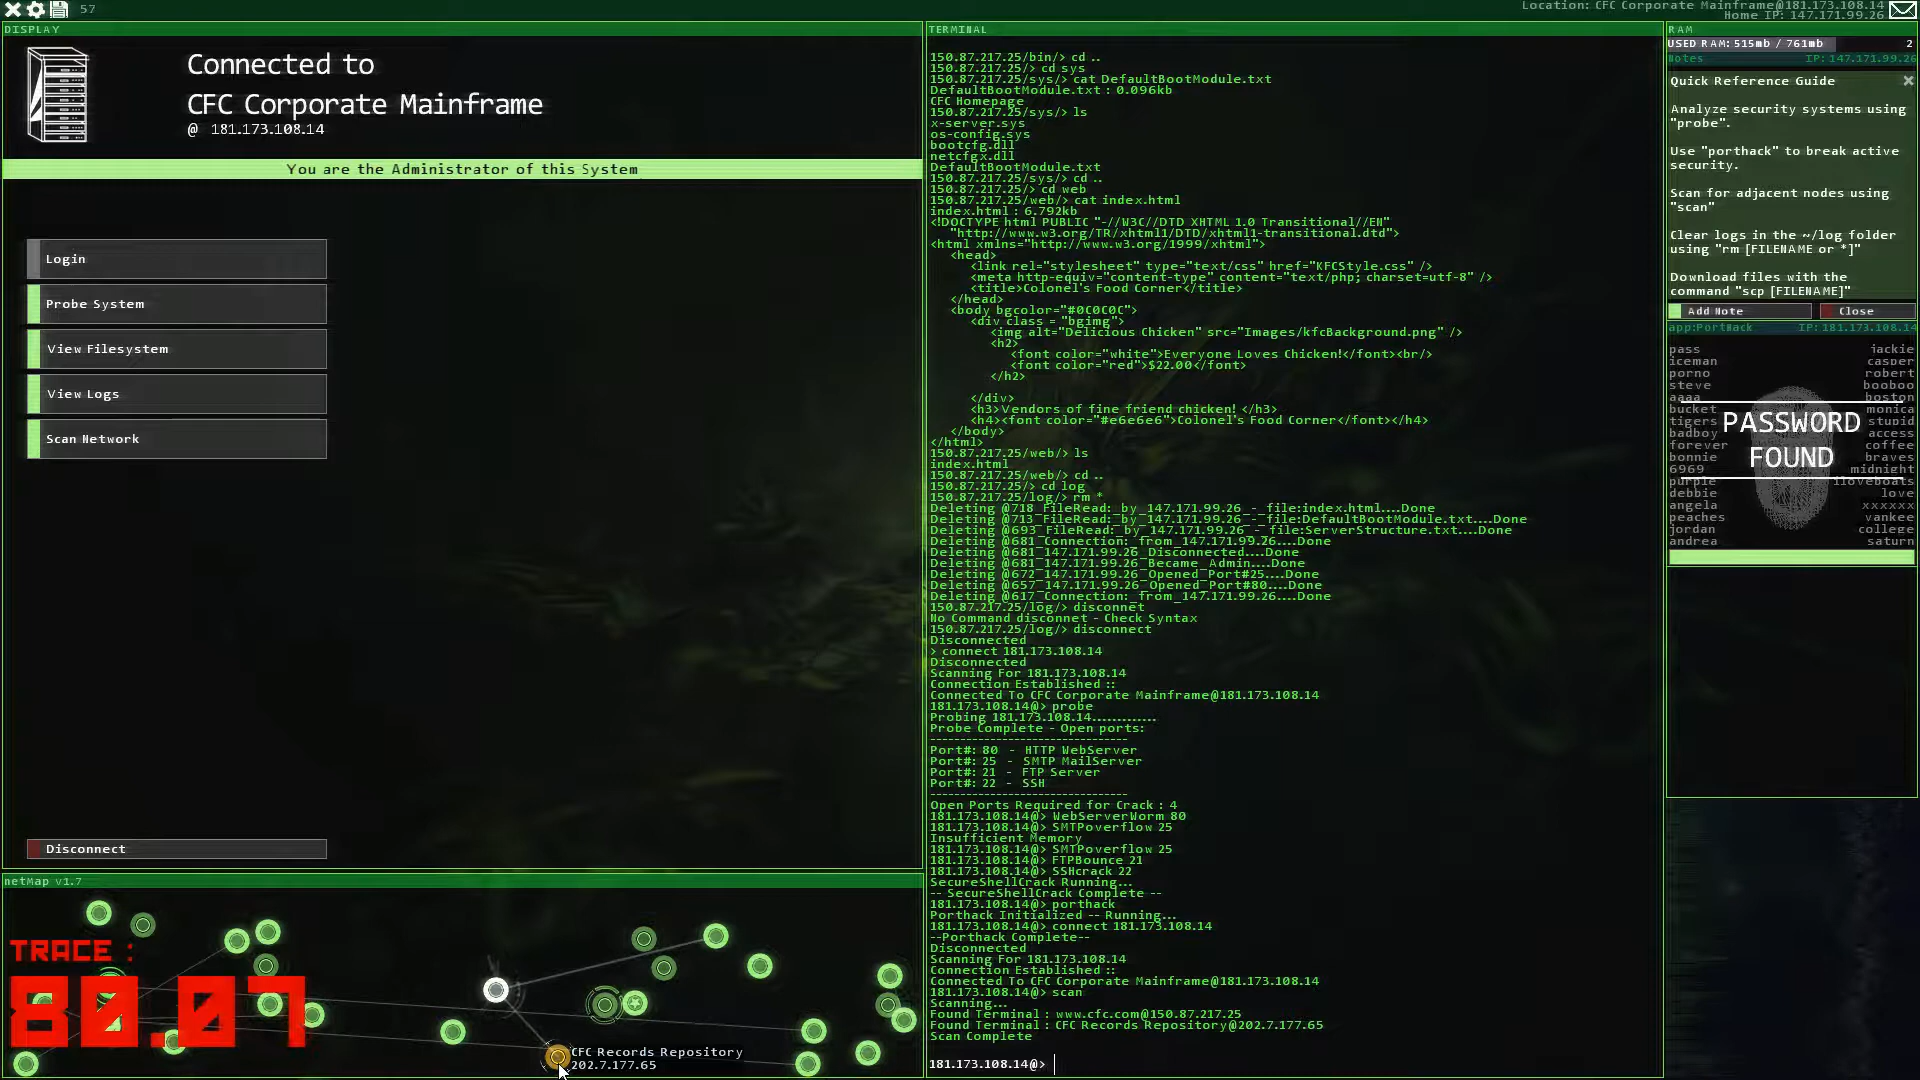 57
Location: CFC Corporate Mainframe@181.173.108.14
Home IP: 147.171.99.26
DISPLAY
Connected to
CFC Corporate Mainframe
@ 181.173.108.14
You are the Administrator of this System
Login
Probe System
View Filesystem
View Logs
Scan Network
Disconnect
netMap v1.7
TRACE :
80.07
CFC Records Repository
202.7.177.65
TERMINAL
150.87.217.25/bin/> cd ..
150.87.217.25/> cd sys
150.87.217.25/sys/> cat DefaultBootModule.txt
DefaultBootModule.txt : 0.096kb
CFC Homepage
150.87.217.25/sys/> ls
x-server.sys
os-config.sys
bootcfg.dll
netcfgx.dll
DefaultBootModule.txt
150.87.217.25/sys/> cd ..
150.87.217.25/> cd web
150.87.217.25/web/> cat index.html
index.html : 6.792kb
<!DOCTYPE html PUBLIC "-//W3C//DTD XHTML 1.0 Transitional//EN"
"http://www.w3.org/TR/xhtml1/DTD/xhtml1-transitional.dtd">
<html xmlns="http://www.w3.org/1999/xhtml">
<head>
<link rel="stylesheet" type="text/css" href="KFCStyle.css" />
<meta http-equiv="content-type" content="text/php; charset=utf-8" />
<title>Colonel's Food Corner</title>
</head>
<body bgcolor="#0C0C0C">
<div class = "bgimg">
<img alt="Delicious Chicken" src="Images/kfcBackground.png" />
<h2>
<font color="white">Everyone Loves Chicken!</font><br/>
<font color="red">$22.00</font>
</h2>
</div>
<h3>Vendors of fine friend chicken! </h3>
<h4><font color="#e6e6e6">Colonel's Food Corner</font></h4>
</body>
</html>
150.87.217.25/web/> ls
index.html
150.87.217.25/web/> cd ..
150.87.217.25/> cd log
150.87.217.25/log/> rm *
Deleting @718_FileRead:_by_147.171.99.26_-_file:index.html....Done
Deleting @713_FileRead:_by_147.171.99.26_-_file:DefaultBootModule.txt....Done
Deleting @693_FileRead:_by_147.171.99.26_-_file:ServerStructure.txt....Done
Deleting @681_Connection:_from_147.171.99.26....Done
Deleting @681_147.171.99.26_Disconnected....Done
Deleting @681_147.171.99.26_Became_Admin....Done
Deleting @672_147.171.99.26_Opened_Port#25....Done
Deleting @657_147.171.99.26_Opened_Port#80....Done
Deleting @617_Connection:_from_147.171.99.26....Done
150.87.217.25/log/> disconnet
No Command disconnet - Check Syntax
150.87.217.25/log/> disconnect
Disconnected
> connect 181.173.108.14
Disconnected
Scanning For 181.173.108.14
Connection Established ::
Connected To CFC Corporate Mainframe@181.173.108.14
181.173.108.14@> probe
Probing 181.173.108.14.............
Probe Complete - Open ports:
---------------------------------
Port#: 80 - HTTP WebServer
Port#: 25 - SMTP MailServer
Port#: 21 - FTP Server
Port#: 22 - SSH
---------------------------------
Open Ports Required for Crack : 4
181.173.108.14@> WebServerWorm 80
181.173.108.14@> SMTPoverflow 25
Insufficient Memory
181.173.108.14@> SMTPoverflow 25
181.173.108.14@> FTPBounce 21
181.173.108.14@> SSHcrack 22
SecureShellCrack Running...
-- SecureShellCrack Complete --
181.173.108.14@> porthack
Porthack Initialized -- Running...
181.173.108.14@> connect 181.173.108.14
--Porthack Complete--
Disconnected
Scanning For 181.173.108.14
Connection Established ::
Connected To CFC Corporate Mainframe@181.173.108.14
181.173.108.14@> scan
Scanning...
Found Terminal : www.cfc.com@150.87.217.25
Found Terminal : CFC Records Repository@202.7.177.65
Scan Complete
181.173.108.14@>
RAM
USED RAM: 515mb / 761mb 2
Notes IP: 147.171.99.26
Quick Reference Guide
Analyze security systems using
"probe".
Use "porthack" to break active
security.
Scan for adjacent nodes using
"scan"
Clear logs in the ~/log folder
using "rm [FILENAME or *]"
Download files with the
command "scp [FILENAME]"
Add Note Close
app:PortHack IP:181.173.108.14
pass jackie
iceman casper
porno robert
steve booboo
aaaa boston
bucket monica
tigers stupid
badboy access
forever coffee
bonnie braves
6969 midnight
purple iloveboats
debbie love
angela xxxxxx
peaches yankee
jordan college
andrea saturn
PASSWORD
FOUND